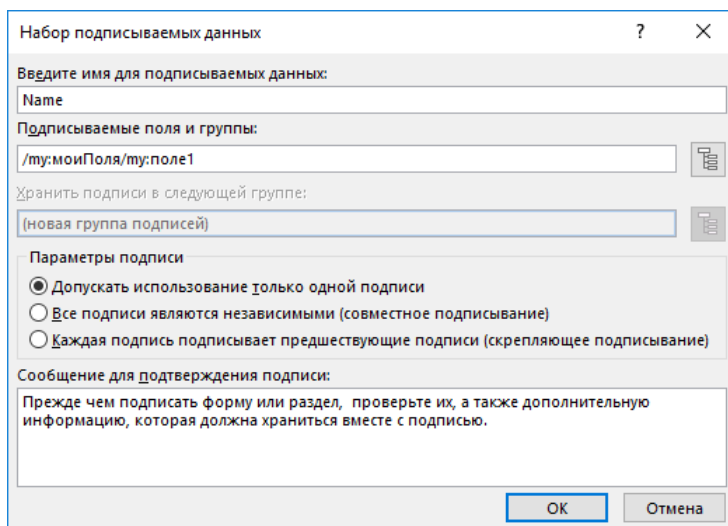 Набор подписываемых данных
?
Введите имя для подписываемых данных:
Name
Подписываемые поля и группы:
/my:моиПоля/my:поле1
Хранить подписи в следующей группе:
(новая группа подписей)
Параметры подписи
Допускать использование только одной подписи
Все подписи являются независимыми (совместное подписывание)
Каждая подпись подписывает предшествующие подписи (скрепляющее подписывание)
Сообщение для подтверждения подписи:
Прежде чем подписать форму или раздел, проверьте их, а также дополнительную
информацию, которая должна храниться вместе с подписью.
ОК
Отмена